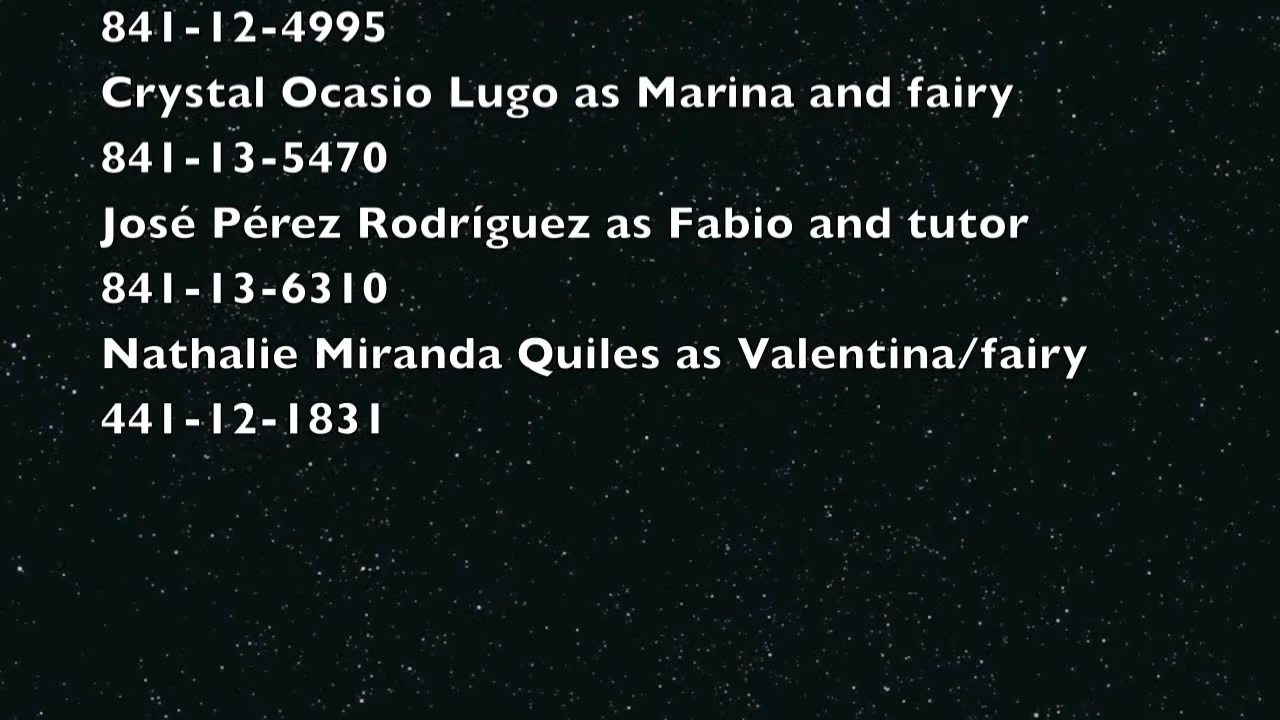 841-12-4995
Crystal Ocasio Lugo as Marina and fairy
841-13-5470
José Pérez Rodríguez as Fabio and tutor
841-13-6310
Nathalie Miranda Quiles as Valentina/fairy
441-12-1831